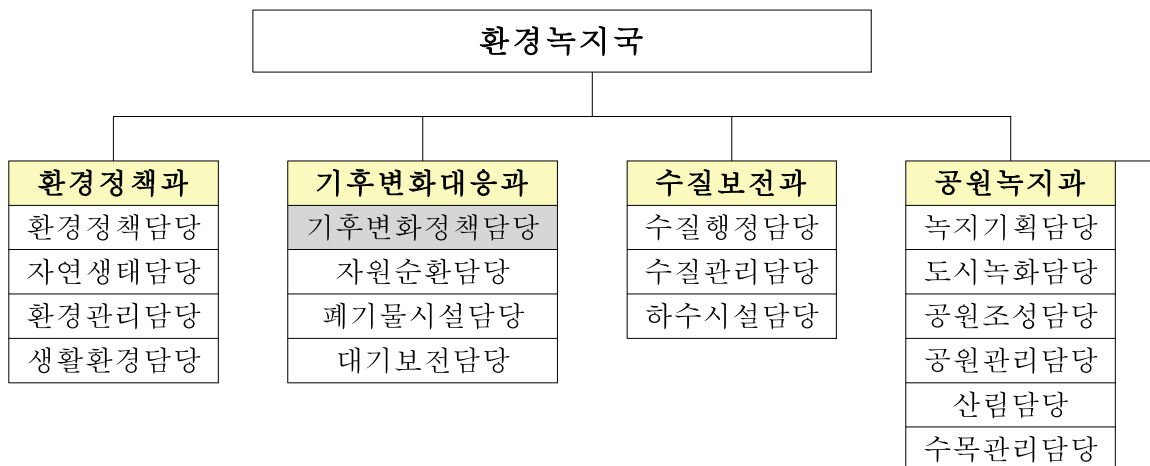 환경녹지국
환경정책과
환경정책담당
자연생태담당
환경관리담당
생활환경담당
기후변화대응과
기후변화정책담당
자원순환담당
폐기물시설담당
대기보전담당
수질보전과
수질행정담당
수질관리담당
하수시설담당
공원녹지과
녹지기획담당
도시녹화담당
공원조성담당
공원관리담당
산림담당
수목관리담당